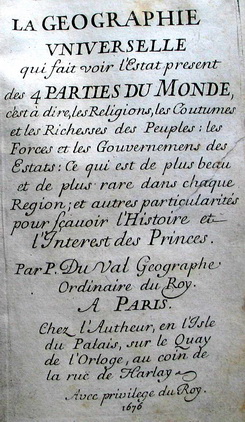 LA GEOGRAPHIE
VNIVERSELLE
qui fait voir l'Estat present
des 4 PARTIES DU MONDE,
c'est à dire, les Religions, les Coutumes
et les Richesses des Peuples: les
Forces et les Gouvernemens des
Estats: Ce qui est de plus beau
et de plus rare dans chaque
Region; et autres particularités
pour sçauoir l'Histoire et
l'Interest des Princes.
Par P. Du Val Geographe
Ordinaire du Roy.
A PARIS.
Chez l'Autheur, en l'Isle
du Palais, sur le Quay
de l'Orloge, au coin de
la ruë de Harlay
Avec privilege du Roy.
1676